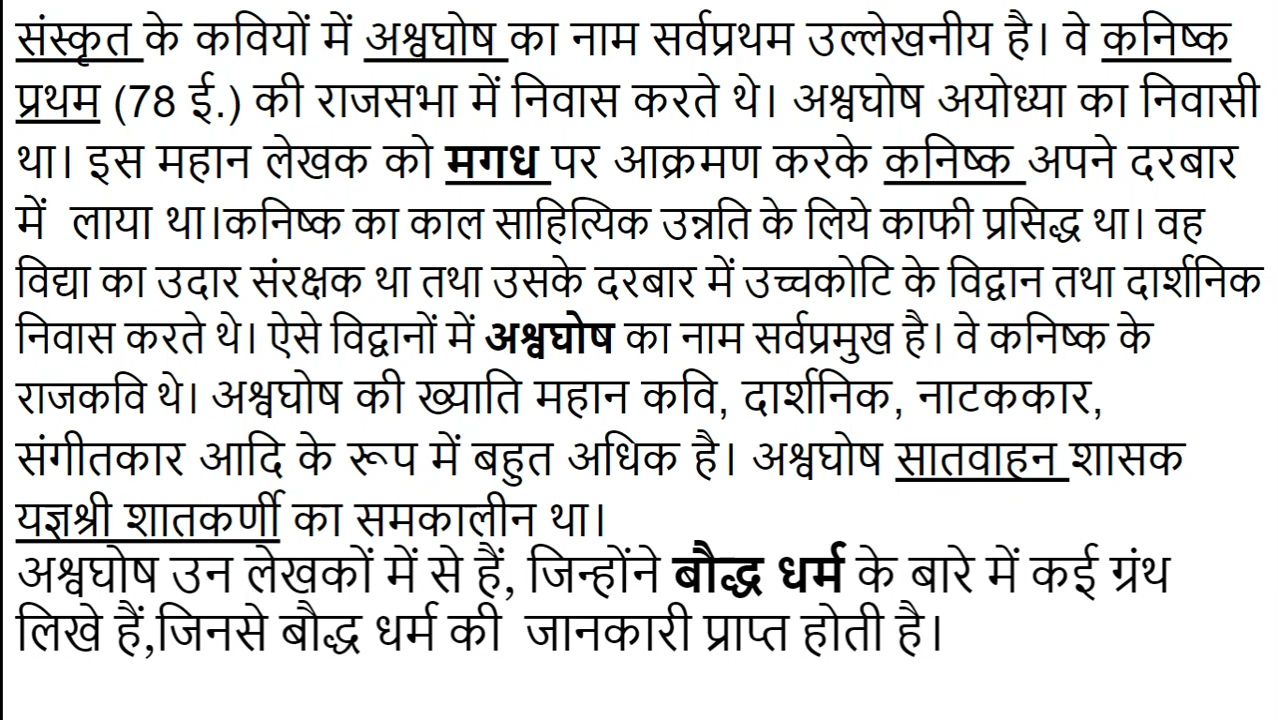 संस्कृत के कवियों में अश्वघोष का नाम सर्वप्रथम उल्लेखनीय है। वे कनिष्क
प्रथम (78 ई.) की राजसभा में निवास करते थे। अश्वघोष अयोध्या का निवासी
था। इस महान लेखक को मगध पर आक्रमण करके कनिष्क अपने दरबार
में लाया था।कनिष्क का काल साहित्यिक उन्नति के लिये काफी प्रसिद्ध था। वह
विद्या का उदार संरक्षक था तथा उसके दरबार में उच्चकोटि के विद्वान तथा दार्शनिक
निवास करते थे। ऐसे विद्वानों में अश्वघोष का नाम सर्वप्रमुख है। वे कनिष्क के
राजकवि थे। अश्वघोष की ख्याति महान कवि, दार्शनिक, नाटककार,
संगीतकार आदि के रूप में बहुत अधिक है। अश्वघोष सातवाहन शासक
यज्ञश्री शातकर्णी का समकालीन था।
अश्वघोष उन लेखकों में से हैं, जिन्होंने बौद्ध धर्म के बारे में कई ग्रंथ
लिखे हैं,जिनसे बौद्ध धर्म की जानकारी प्राप्त होती है।